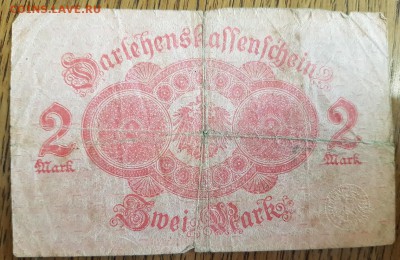 COINS.LAVE.RU
Darlehenskassenschein
2 2
Mark Mark
Zwei Mark